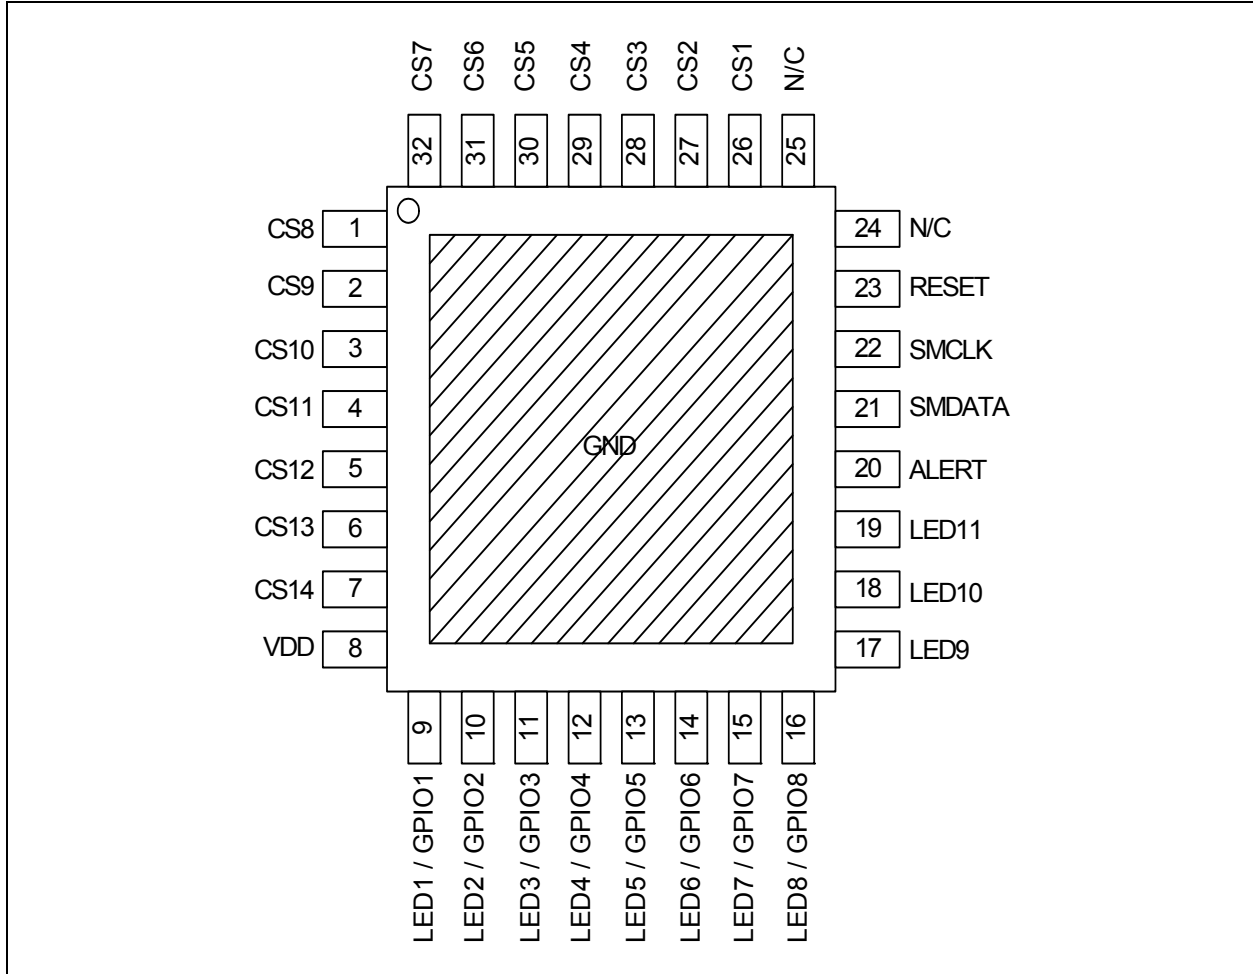 CS7 CS6 CS5 CS4 CS3 CS2 CS1 N/C
32 31 30 29 28 27 26 25
CS8 1 24 N/C
CS9 2 23 RESET
CS10 3 22 SMCLK
CS11 4 21 SMDATA
GND
CS12 5 20 ALERT
CS13 6 19 LED11
CS14 7 18 LED10
VDD 8 17 LED9
9 10 11 12 13 14 15 16
LED1 / GPIO1
LED2 / GPIO2
LED3 / GPIO3
LED4 / GPIO4
LED5 / GPIO5
LED6 / GPIO6
LED7 / GPIO7
LED8 / GPIO8